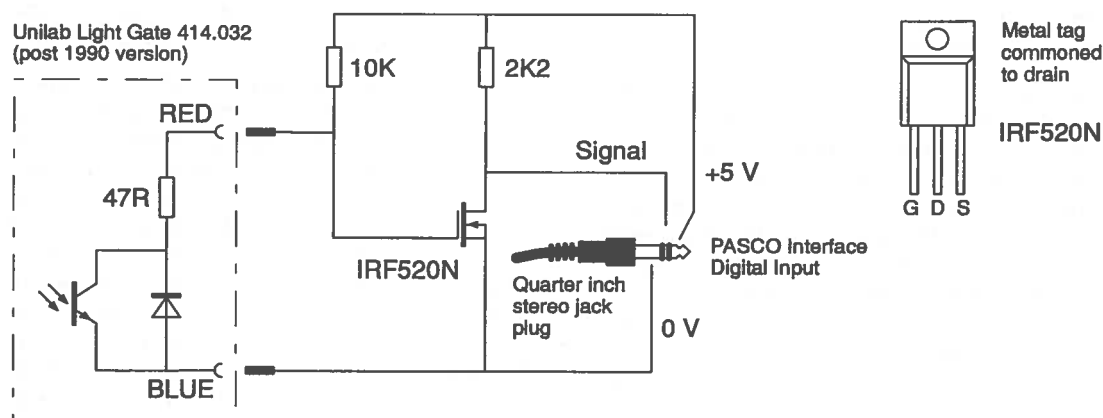 Unilab Light Gate 414.032
(post 1990 version)
RED
47R
BLUE
10K
2K2
Signal
+5 V
IRF520N
Quarter inch
stereo jack
plug
PASCO Interface
Digital Input
0 V
Metal tag
commoned
to drain
IRF520N
G D S